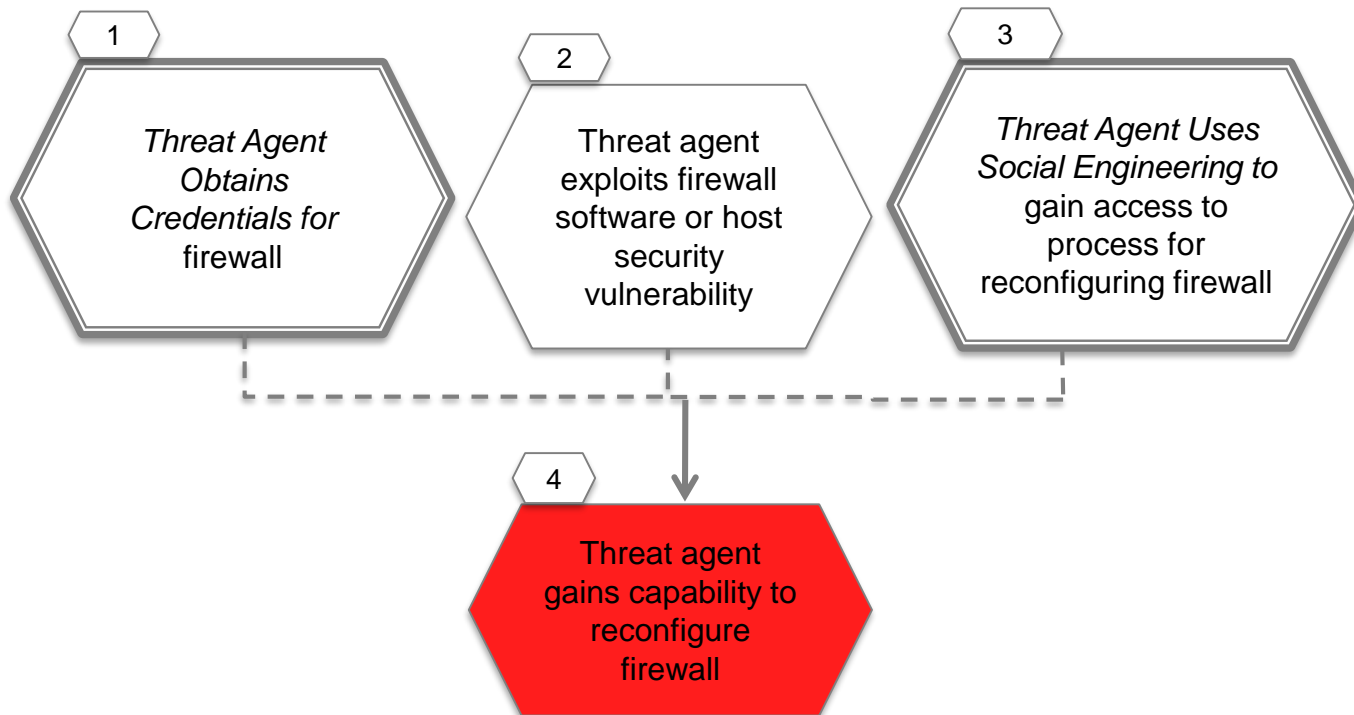 1
Threat Agent
Obtains
Credentials for
firewall
2
Threat agent
exploits firewall
software or host
security
vulnerability
3
Threat Agent Uses
Social Engineering to
gain access to
process for
reconfiguring firewall
4
Threat agent
gains capability to
reconfigure
firewall